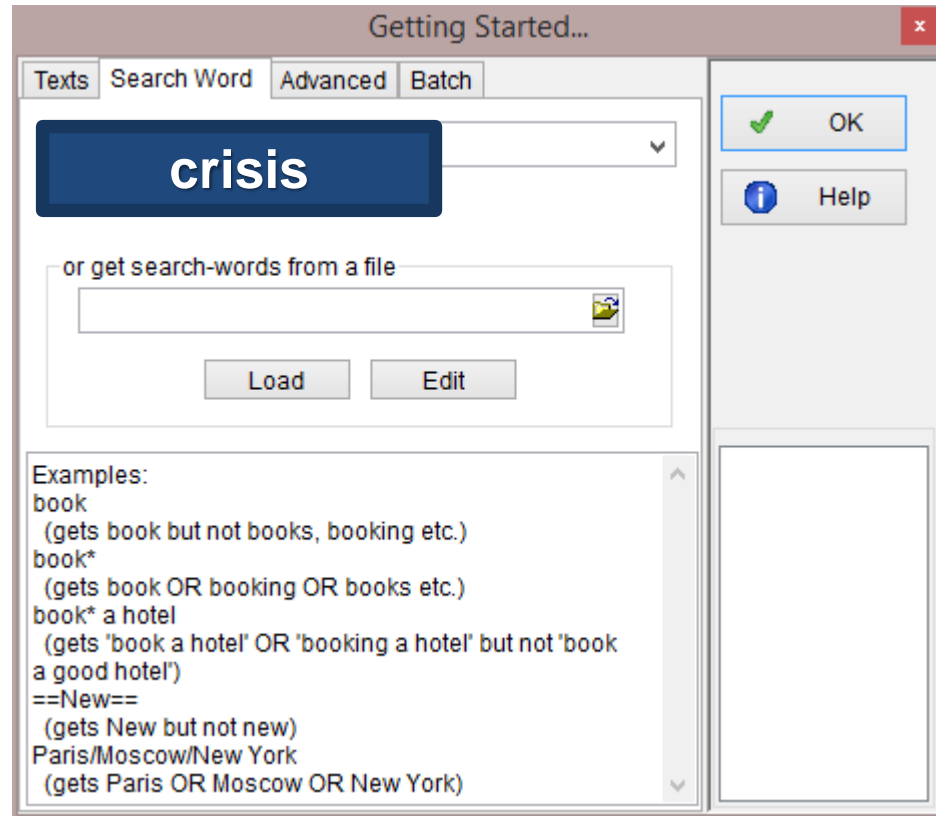 Getting Started...
x
Texts Search Word Advanced Batch
crisis
OK
Help
or get search-words from a file
Load Edit
Examples:
book
(gets book but not books, booking etc.)
book*
(gets book OR booking OR books etc.)
book* a hotel
(gets 'book a hotel' OR 'booking a hotel' but not 'book
a good hotel')
==New==
(gets New but not new)
Paris/Moscow/New York
(gets Paris OR Moscow OR New York)